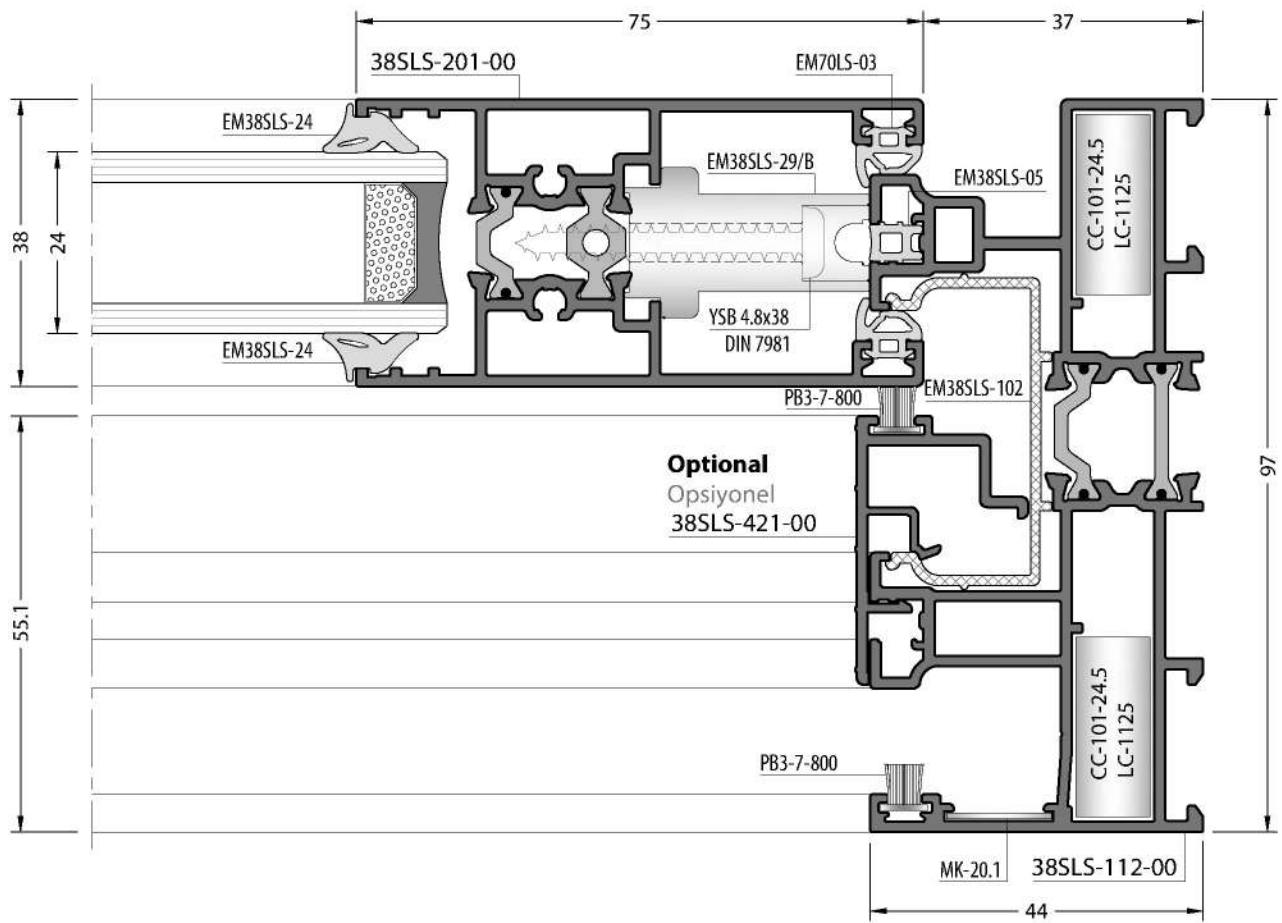 75
37
38SLS-201-00
EM70LS-03
EM38SLS-24
EM38SLS-29/B
EM38SLS-05
CC-101-24.5
LC-1125
38
24
YSB 4.8x38
DIN 7981
EM38SLS-24
PB3-7-800
EM38SLS-102
Optional
Opsiyonel
38SLS-421-00
97
55.1
CC-101-24.5
LC-1125
PB3-7-800
MK-20.1
38SLS-112-00
44